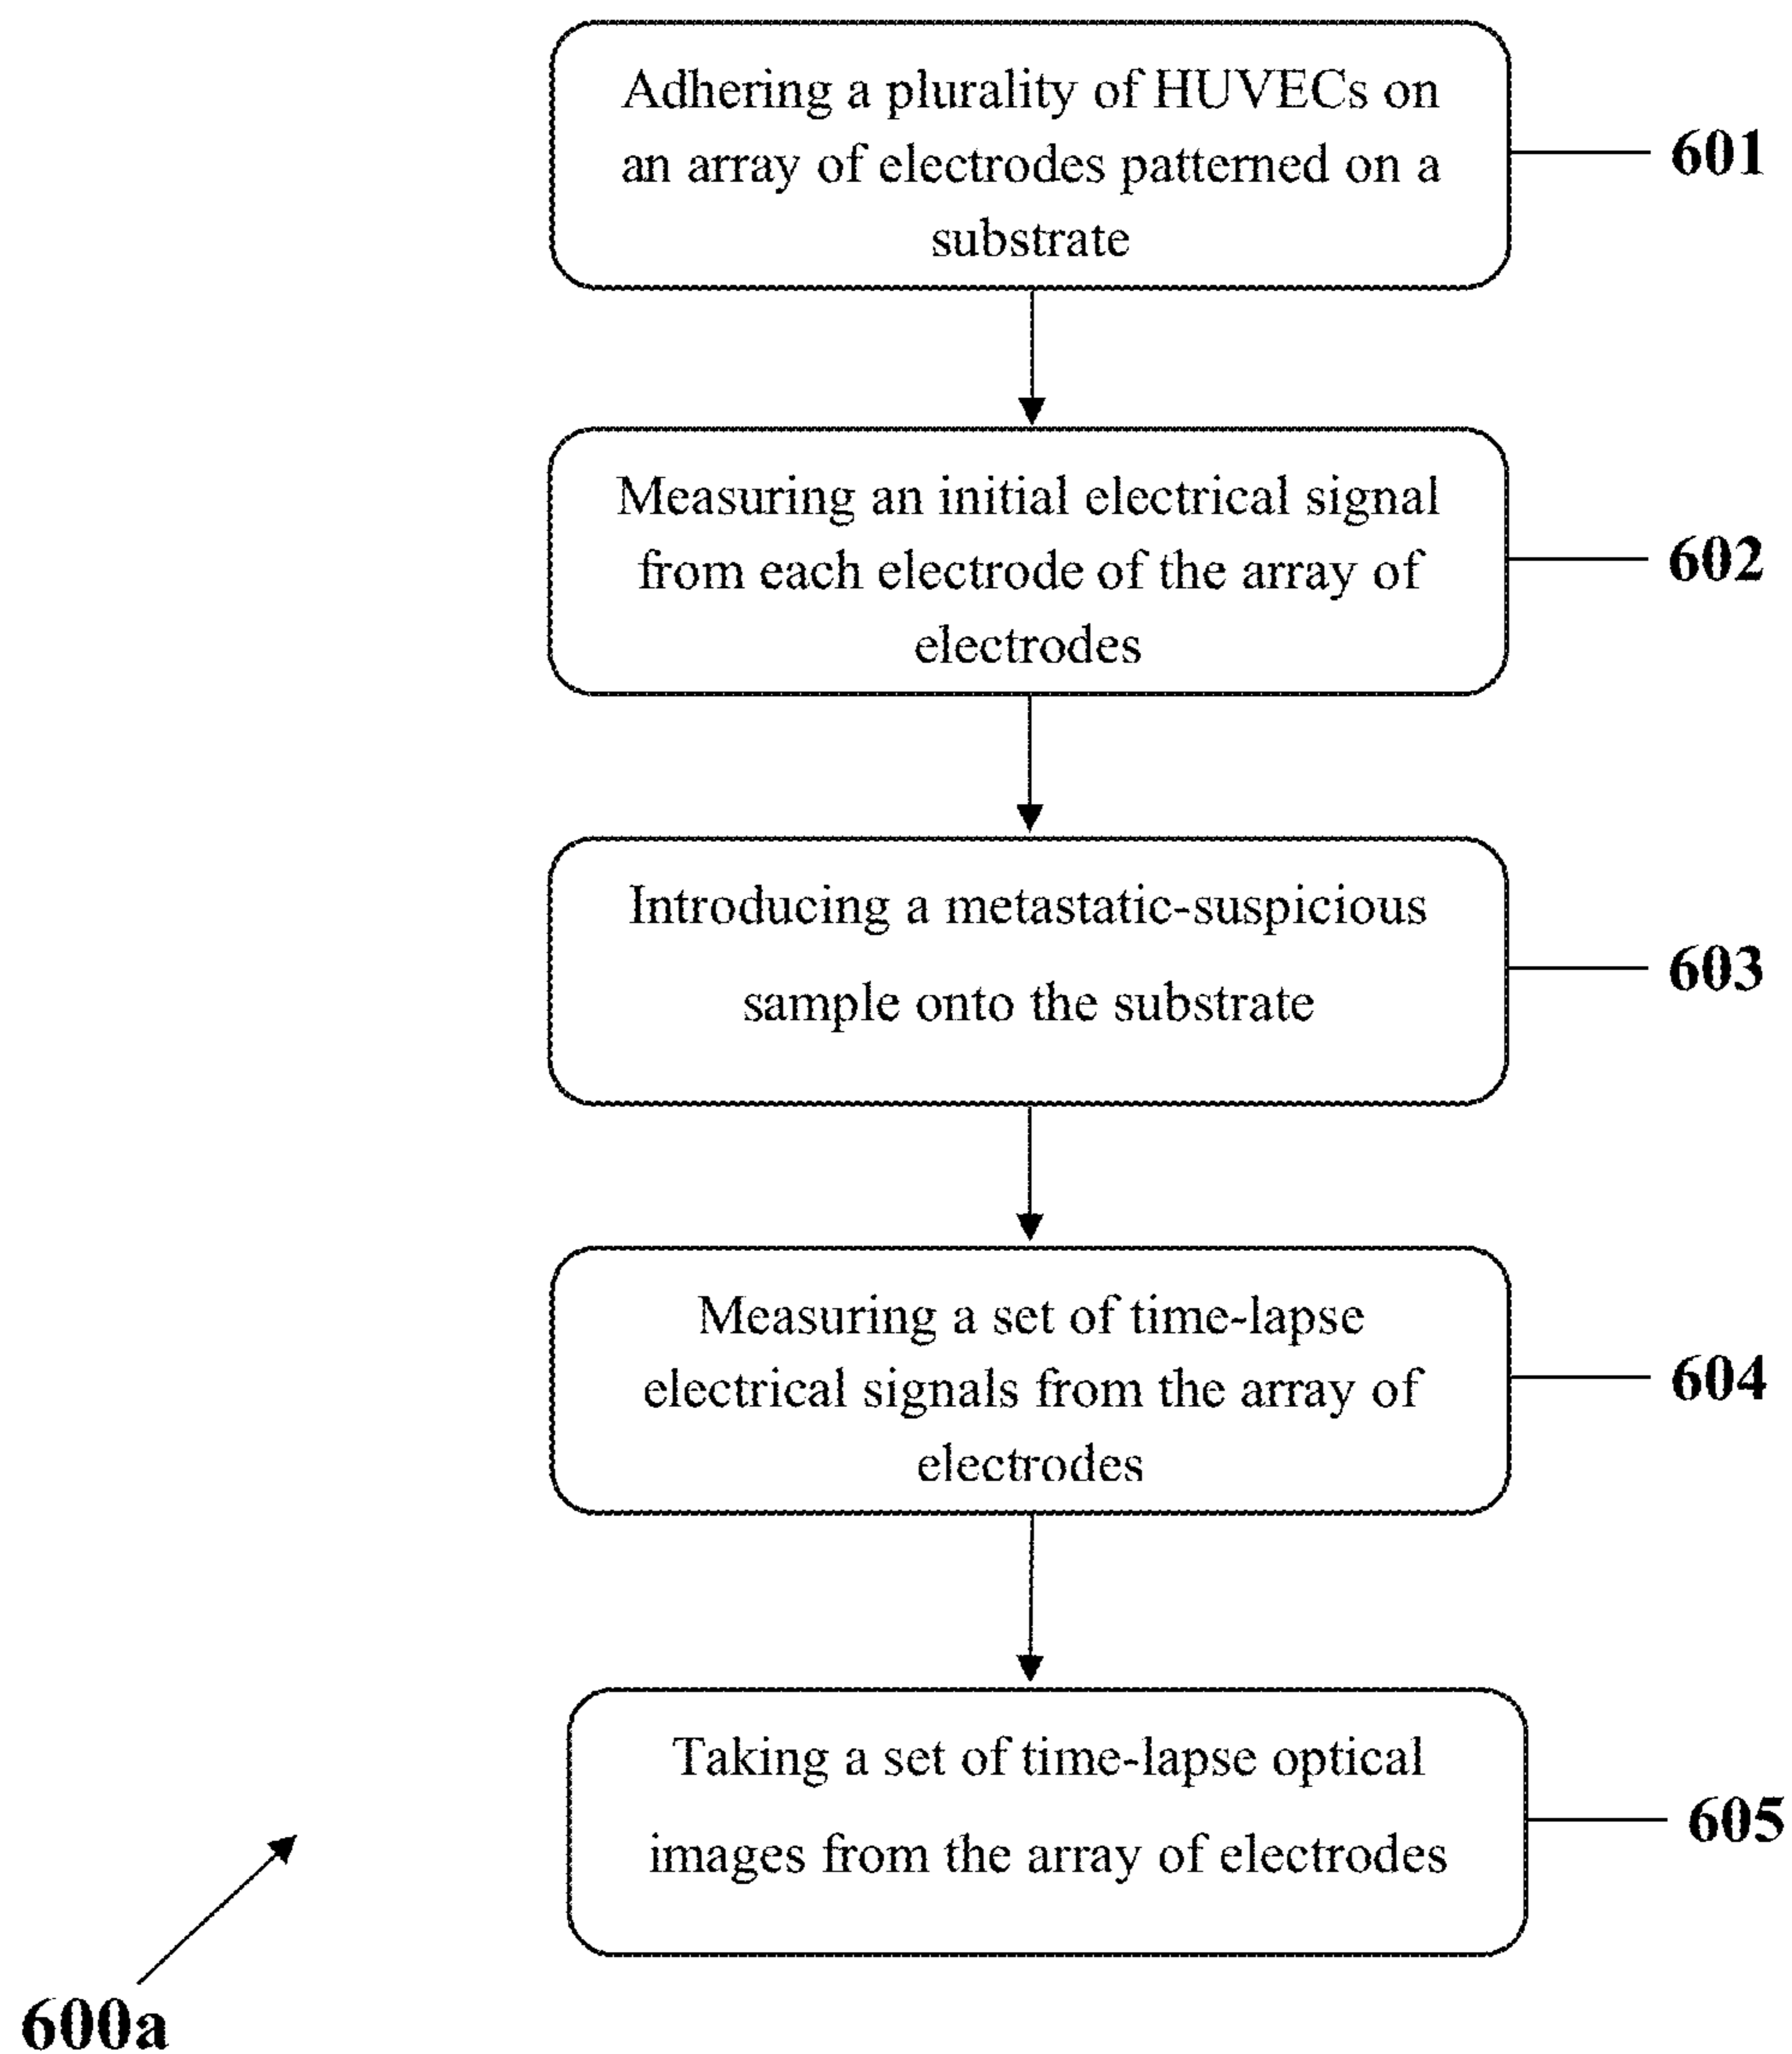 Adhering a plurality of HUVECs on
an array of electrodes patterned on a
substrate
601
Measuring an initial electrical signal
from each electrode of the array of
electrodes
602
Introducing a metastatic-suspicious
sample onto the substrate
603
Measuring a set of time-lapse
electrical signals from the array of
electrodes
604
Taking a set of time-lapse optical
images from the array of electrodes
605
600a